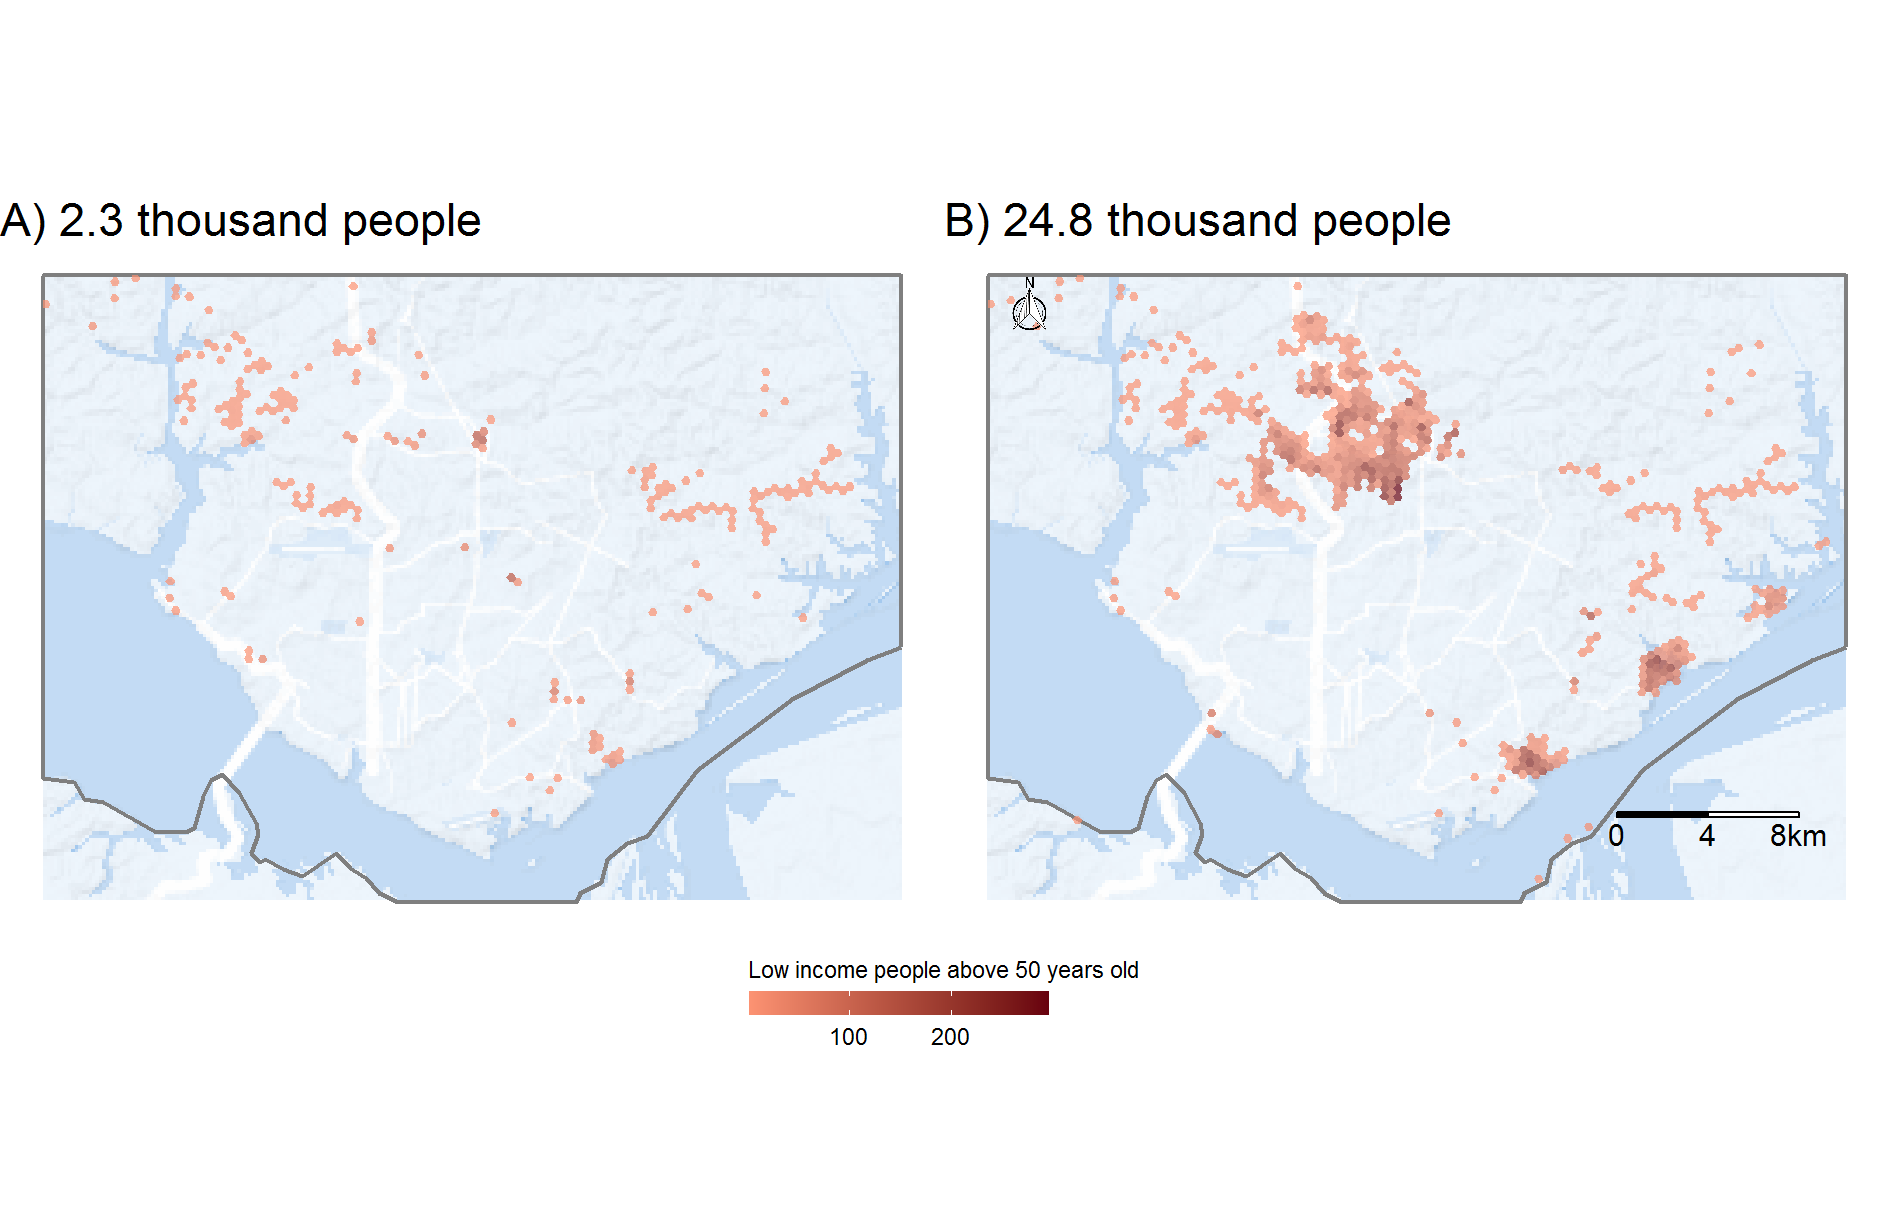 A) 2.3 thousand people
B) 24.8 thousand people
N
0 4 8km
Low income people above 50 years old
100 200